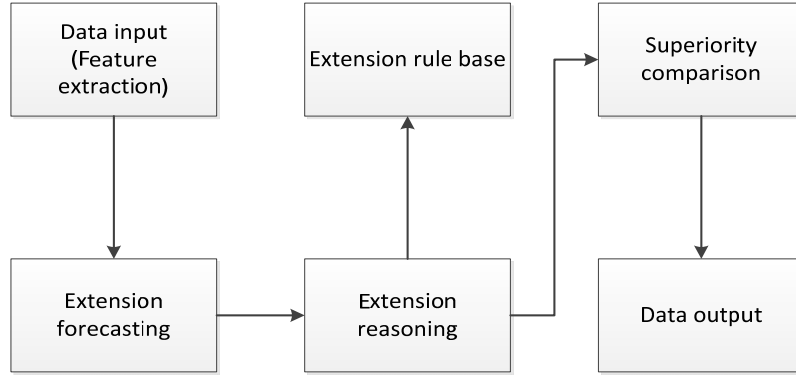 Data input
(Feature
extraction)
Extension rule base
Superiority
comparison
Extension
forecasting
Extension
reasoning
Data output